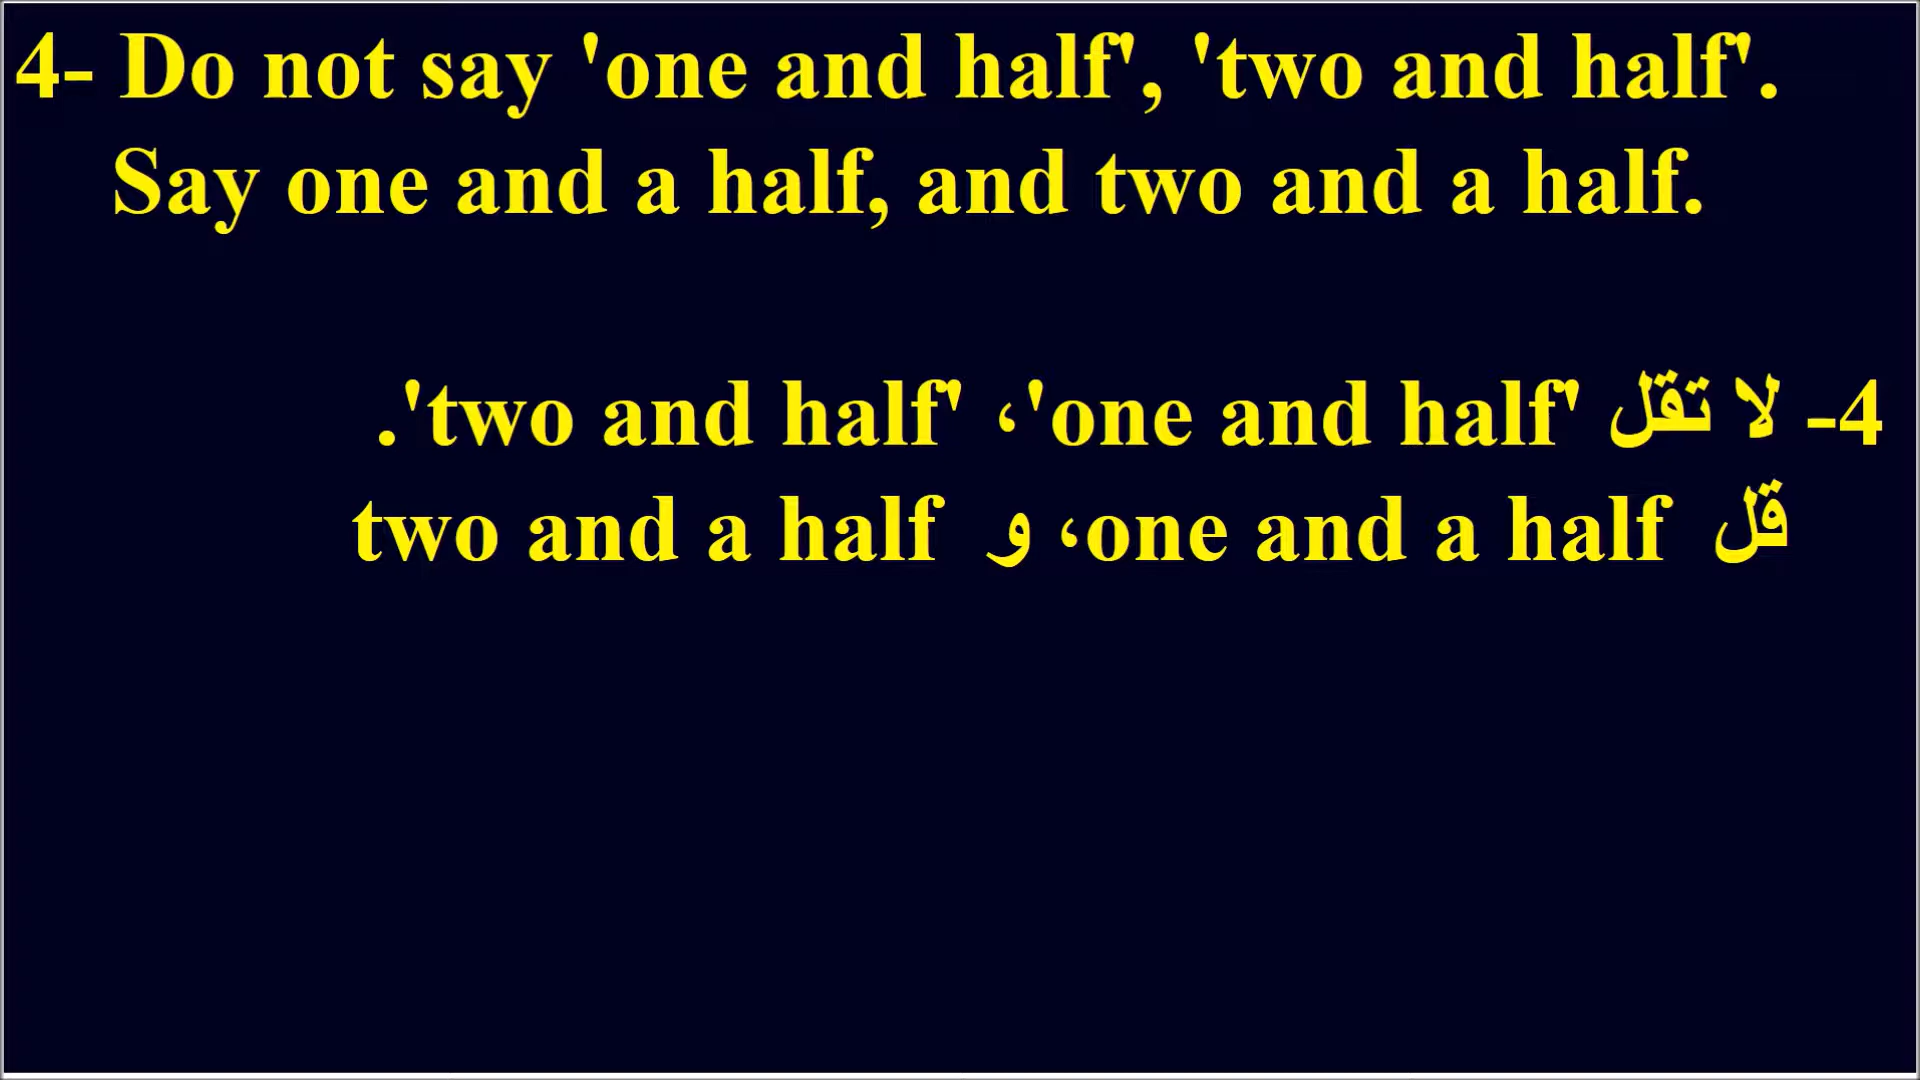 4- Do not say 'one and half', 'two and half'.
Say one and a half, and two and a half.
4- لا تقل 'one and half'، 'two and half'.
قل one and a half، و two and a half